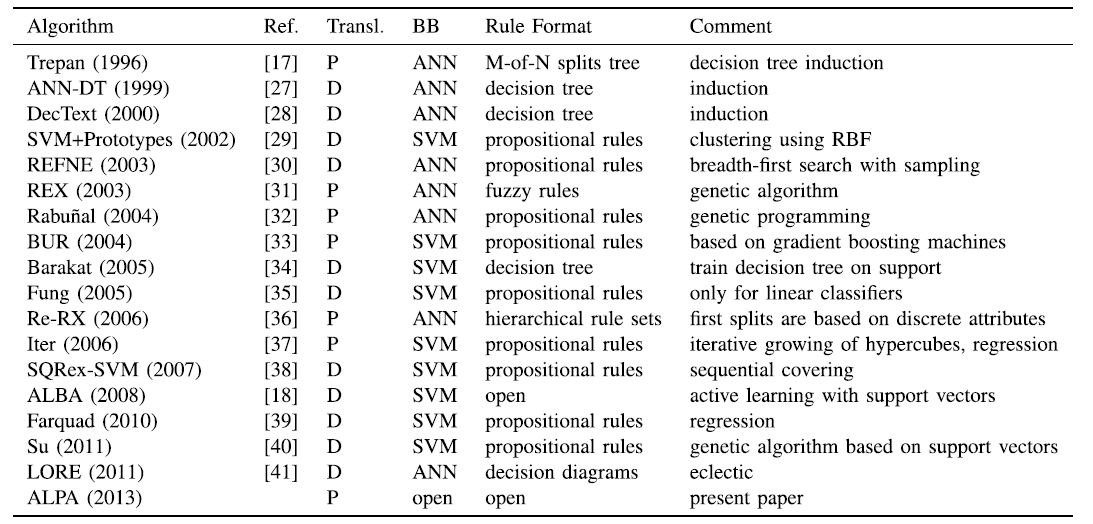 Algorithm Ref. Transl. BB Rule Format Comment
Trepan (1996) [17] P ANN M-of-N splits tree decision tree induction
ANN-DT (1999) [27] D ANN decision tree induction
DecText (2000) [28] D ANN decision tree induction
SVM+Prototypes (2002) [29] D SVM propositional rules clustering using RBF
REFNE (2003) [30] D ANN propositional rules breadth-first search with sampling
REX (2003) [31] P ANN fuzzy rules genetic algorithm
Rabuñal (2004) [32] P ANN propositional rules genetic programming
BUR (2004) [33] P SVM propositional rules based on gradient boosting machines
Barakat (2005) [34] D SVM decision tree train decision tree on support
Fung (2005) [35] D SVM propositional rules only for linear classifiers
Re-RX (2006) [36] P ANN hierarchical rule sets first splits are based on discrete attributes
Iter (2006) [37] P SVM propositional rules iterative growing of hypercubes, regression
SQRex-SVM (2007) [38] D SVM propositional rules sequential covering
ALBA (2008) [18] D SVM open active learning with support vectors
Farquad (2010) [39] D SVM propositional rules regression
Su (2011) [40] D SVM propositional rules genetic algorithm based on support vectors
LORE (2011) [41] D ANN decision diagrams eclectic
ALPA (2013) P open open present paper